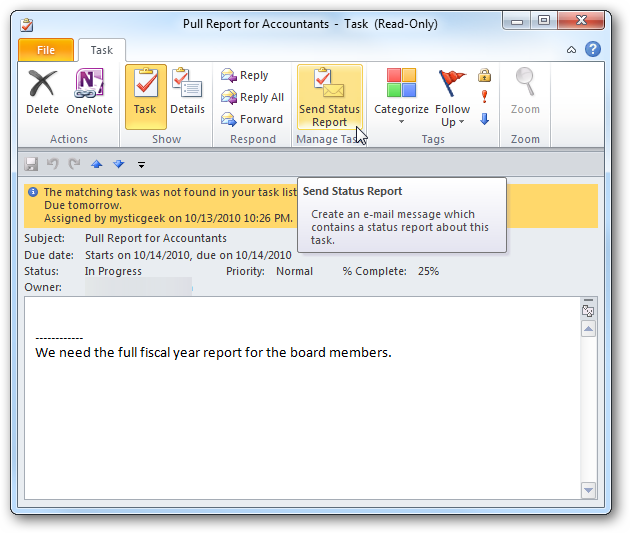 Pull Report for Accountants - Task (Read-Only)
File Task
Delete OneNote Task Details Reply Reply All Forward Send Status Report Categorize Follow Up Zoom
Actions Show Respond Manage Task Tags Zoom
The matching task was not found in your task list
Due tomorrow.
Assigned by mysticgeek on 10/13/2010 10:26 PM.
Send Status Report
Create an e-mail message which
contains a status report about this
task.
Subject: Pull Report for Accountants
Due date: Starts on 10/14/2010, due on 10/14/2010
Status: In Progress Priority: Normal % Complete: 25%
Owner:
------------
We need the full fiscal year report for the board members.